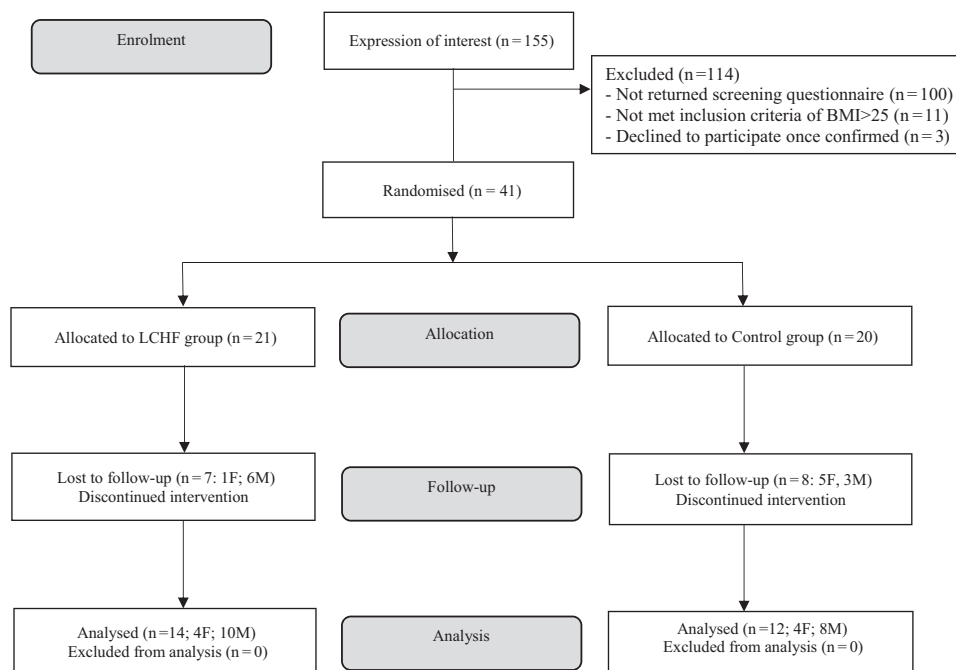 Enrolment
Expression of interest (n = 155)
Excluded (n =114)
- Not returned screening questionnaire (n = 100)
- Not met inclusion criteria of BMI>25 (n = 11)
- Declined to participate once confirmed (n = 3)
Randomised (n = 41)
Allocated to LCHF group (n = 21)
Allocation
Allocated to Control group (n = 20)
Lost to follow-up (n = 7: 1F; 6M)
Discontinued intervention
Follow-up
Lost to follow-up (n = 8: 5F, 3M)
Discontinued intervention
Analysed (n =14; 4F; 10M)
Excluded from analysis (n = 0)
Analysis
Analysed (n =12; 4F; 8M)
Excluded from analysis (n = 0)